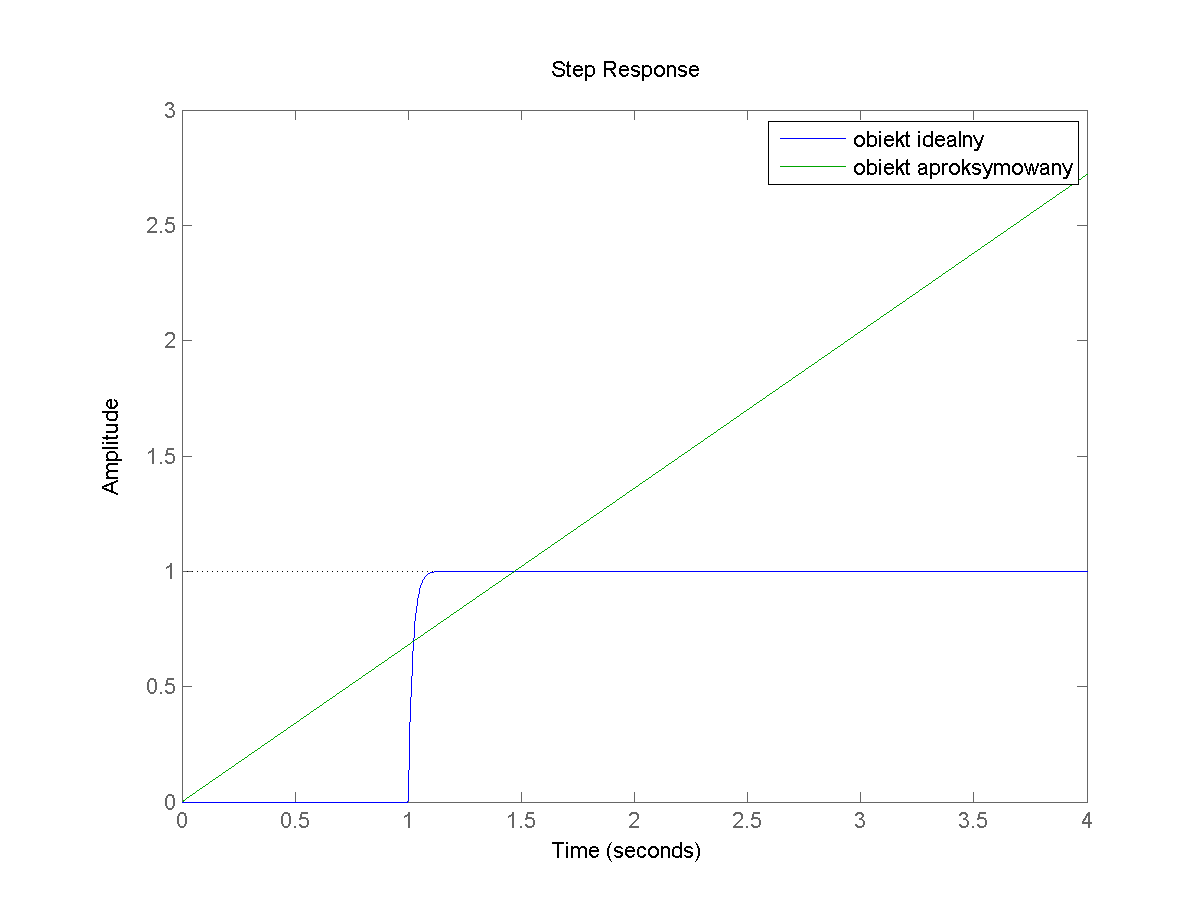 Step Response
3
2.5
2
1.5
1
0.5
0
Amplitude
obiekt idealny
obiekt aproksymowany
0 0.5 1 1.5 2 2.5 3 3.5 4
Time (seconds)